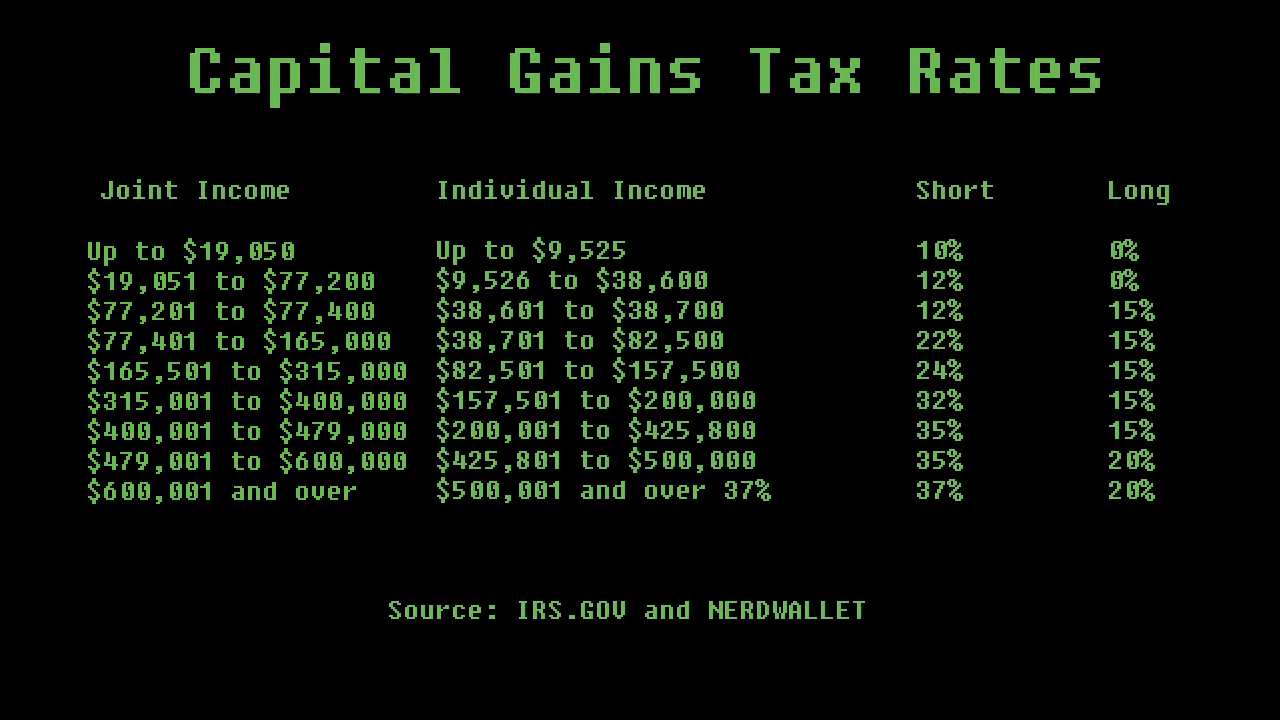 Capital Gains Tax Rates
Joint Income Individual Income Short Long
Up to $19,050 Up to $9,525 10% 0%
$19,051 to $77,200 $9,526 to $38,600 12% 0%
$77,201 to $77,400 $38,601 to $38,700 12% 15%
$77,401 to $165,000 $38,701 to $82,500 22% 15%
$165,501 to $315,000 $82,501 to $157,500 24% 15%
$315,001 to $400,000 $157,501 to $200,000 32% 15%
$400,001 to $479,000 $200,001 to $425,800 35% 15%
$479,001 to $600,000 $425,801 to $500,000 35% 20%
$600,001 and over $500,001 and over 37% 37% 20%
Source: IRS.GOV and NERDWALLET